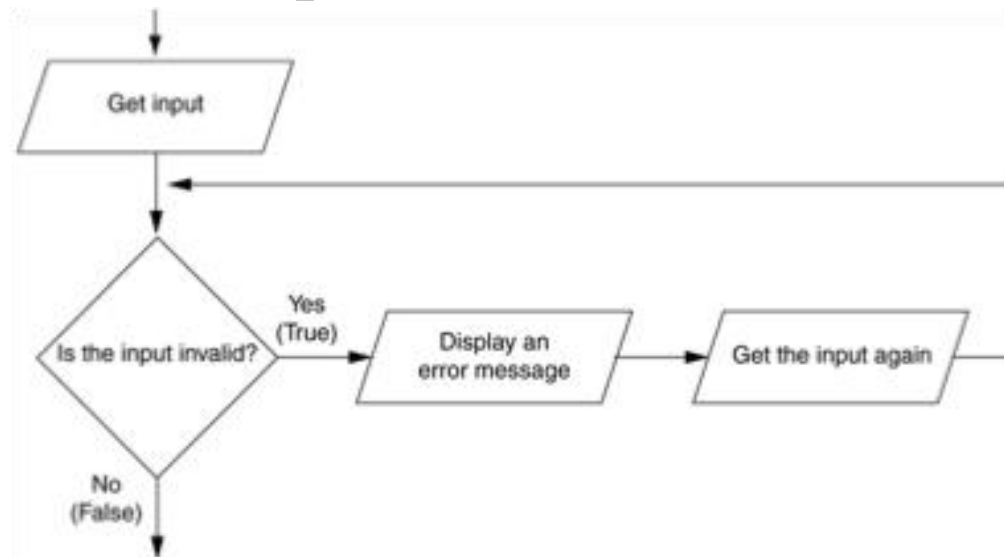 Get input
Is the input invalid?
Yes
(True)
Display an
error message
Get the input again
No
(False)